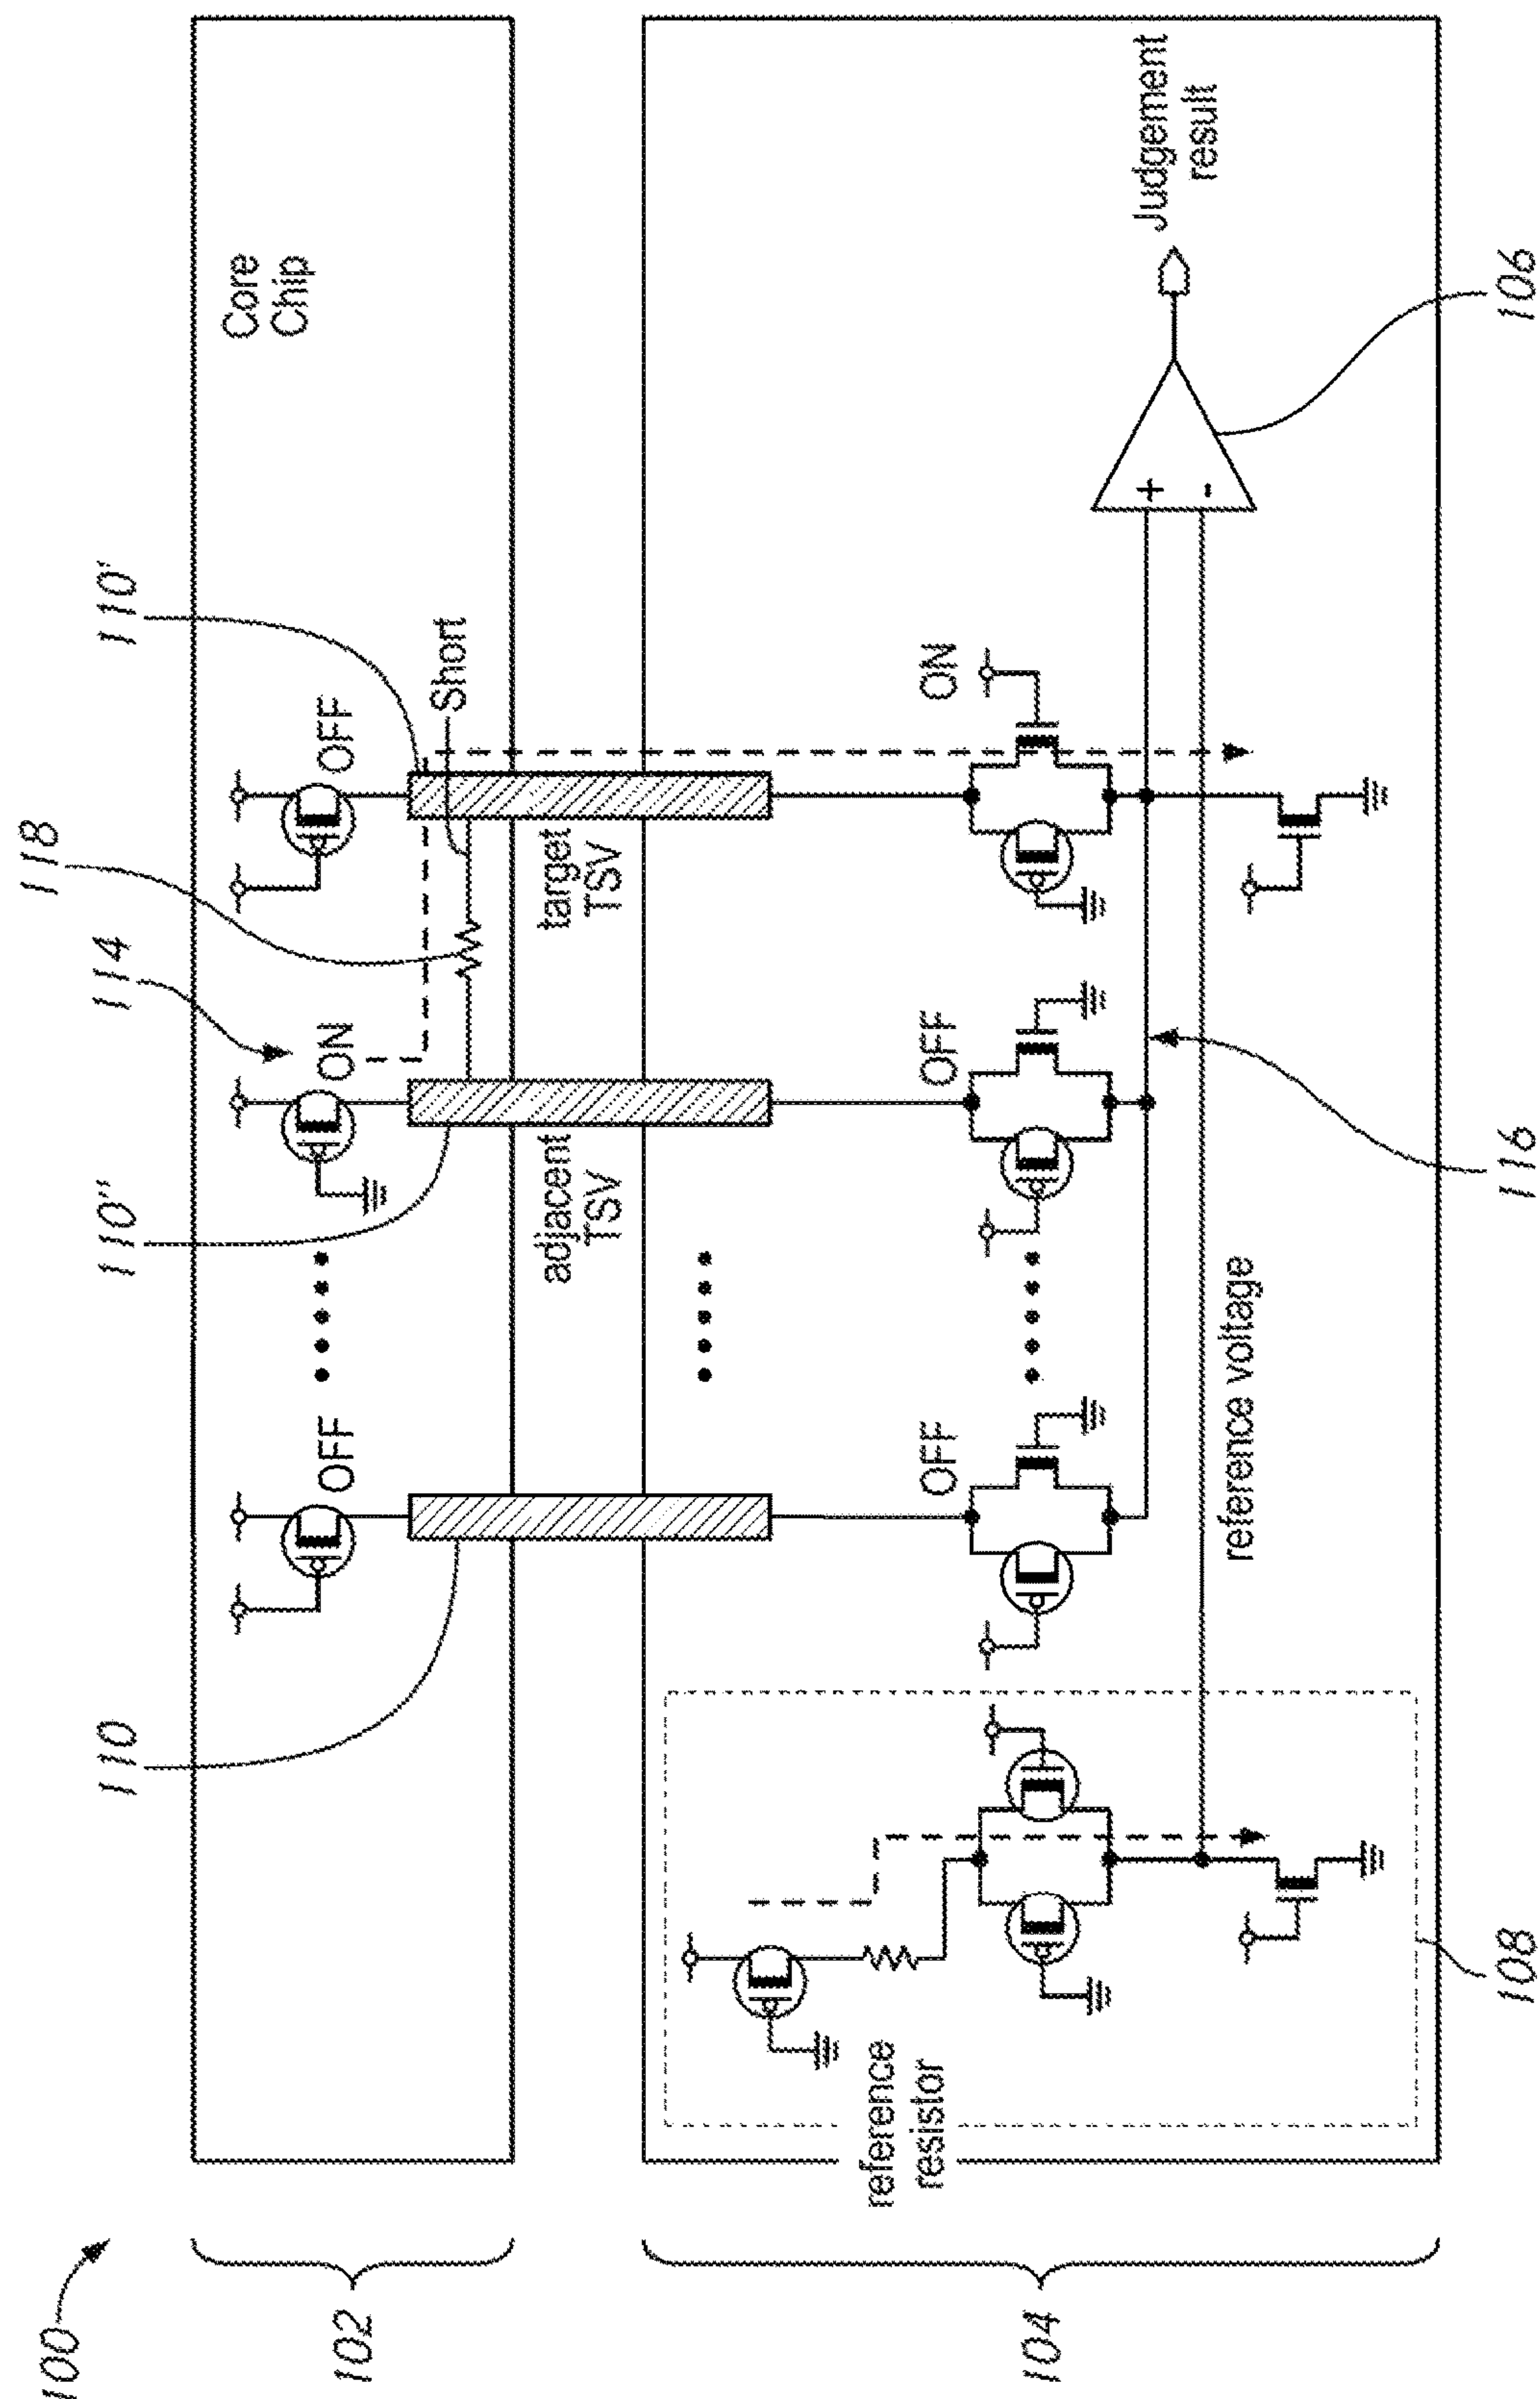 100
102
104
110
110"
114
118
110'
Core
Chip
OFF
ON
OFF
Short
adjacent
TSV
target
TSV
OFF
OFF
ON
reference
resistor
reference voltage
+
-
Judgement
result
108
116
106